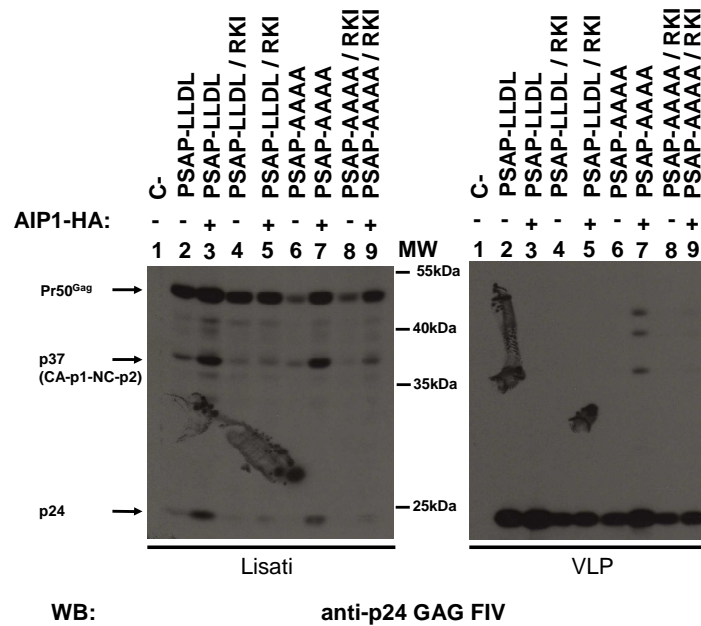 C-
PSAP-LLDL
PSAP-LLDL
PSAP-LLDL / RKI
PSAP-LLDL / RKI
PSAP-AAAA
PSAP-AAAA
PSAP-AAAA / RKI
PSAP-AAAA / RKI
C-
PSAP-LLDL
PSAP-LLDL
PSAP-LLDL / RKI
PSAP-LLDL / RKI
PSAP-AAAA
PSAP-AAAA
PSAP-AAAA / RKI
PSAP-AAAA / RKI
AIP1-HA: - - + - + - + - + - - + - + - + - +
1 2 3 4 5 6 7 8 9 MW 1 2 3 4 5 6 7 8 9
55kDa
Pr50Gag
40kDa
p37
(CA-p1-NC-p2)
35kDa
25kDa
p24
Lisati VLP
WB: anti-p24 GAG FIV